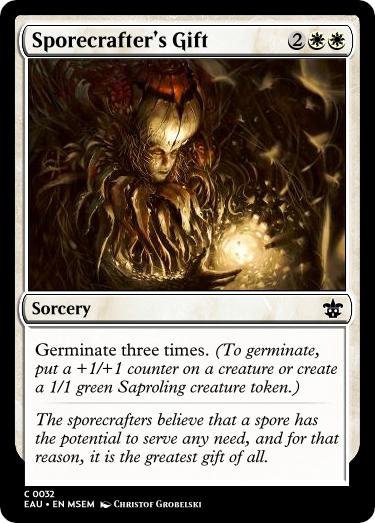 Sporecrafter's Gift 2
Sorcery
Germinate three times. (To germinate,
put a +1/+1 counter on a creature or create
a 1/1 green Saproling creature token.)
The sporecrafters believe that a spore has
the potential to serve any need, and for that
reason, it is the greatest gift of all.
C 0032
EAU • EN MSEM Christof Grobelski